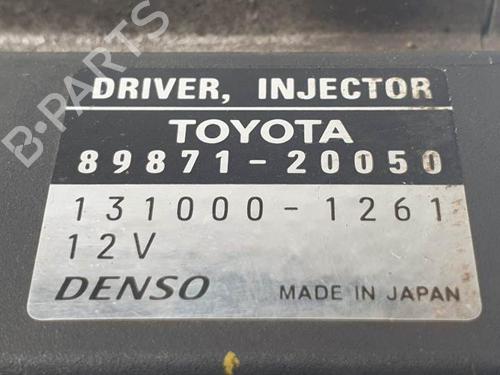 DRIVER, INJECTOR
TOYOTA
89871-20050
131000-1261
12V
DENSO MADE IN JAPAN
B-PARTS